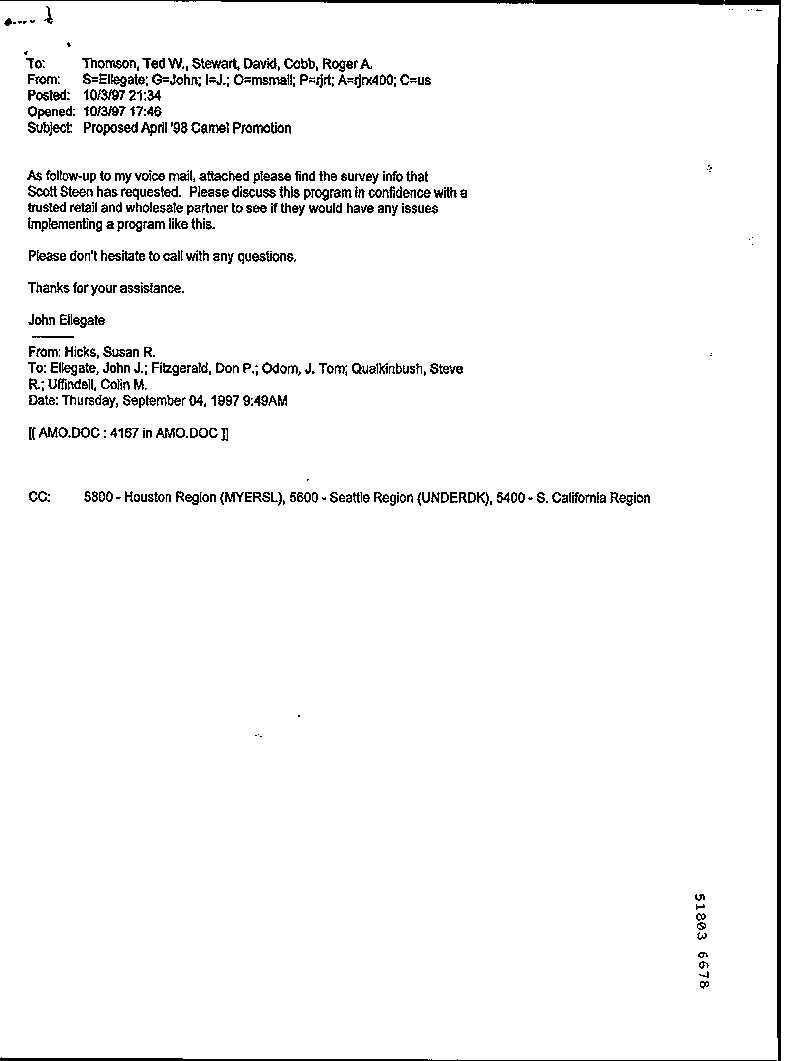 To: Thomson, Ted W., Stewart, David, Cobb, Roger A.
From: S=Ellegate; G=John; I=J.; O=msmail; P=rjrt; A=rjrx400; C=us
Posted: 10/3/97 21:34
Opened: 10/3/97 17:46
Subject: Proposed April '98 Camel Promotion
As follow-up to my voice mail, attached please find the survey info that
Scott Steen has requested. Please discuss this program in confidence with a
trusted retail and wholesale partner to see if they would have any issues
implementing a program like this.
Please don't hesitate to call with any questions.
Thanks for your assistance.
John Ellegate
From: Hicks, Susan R.
To: Ellegate, John J.; Fitzgerald, Don P.; Odom, J. Tom; Qualkinbush, Steve
R.; Uffindell, Colin M.
Date: Thursday, September 04, 1997 9:49AM
[[ AMO.DOC : 4167 in AMO.DOC ]]
CC: 5800 - Houston Region (MYERSL), 5600 - Seattle Region (UNDERDK), 5400 - S. California Region
51803 6678